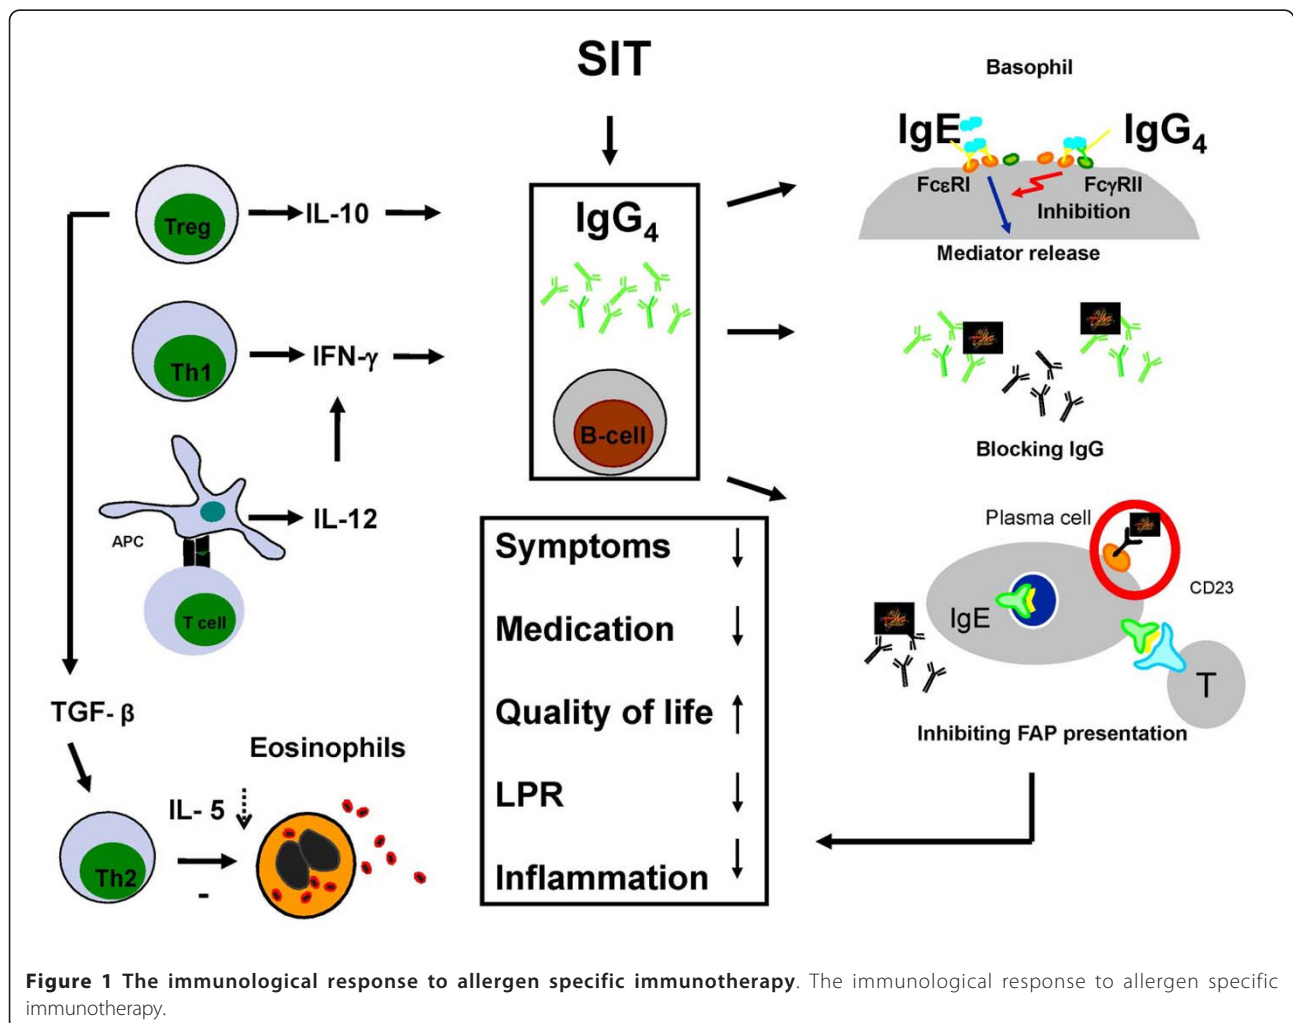 SIT
Basophil
IgE
IgG4
FcεRI
FcγRII
Inhibition
Mediator release
Treg
IL-10
IgG4
Th1
IFN-γ
B-cell
Blocking IgG
APC
IL-12
T cell
Symptoms
Medication
Quality of life
LPR
Inflammation
Plasma cell
CD23
IgE
T
Inhibiting FAP presentation
TGF- β
Eosinophils
IL- 5
Th2
-
Figure 1 The immunological response to allergen specific immunotherapy. The immunological response to allergen specific
immunotherapy.